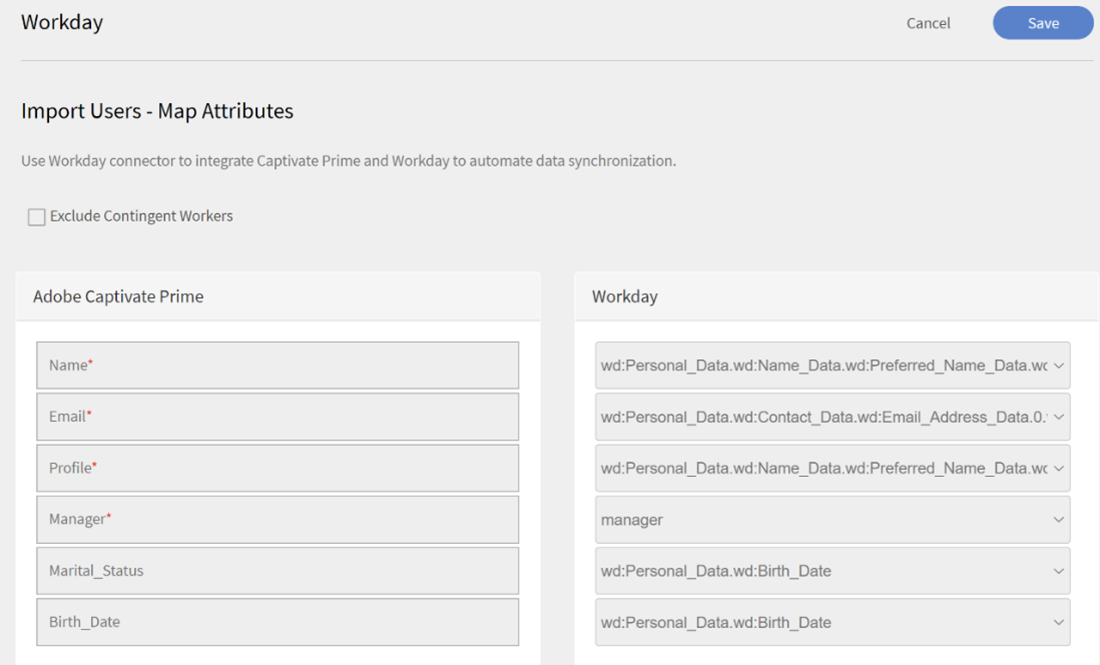 Workday
Cancel
Save
Import Users - Map Attributes
Use Workday connector to integrate Captivate Prime and Workday to automate data synchronization.
Exclude Contingent Workers
Adobe Captivate Prime
Workday
Name*
wd:Personal_Data.wd:Name_Data.wd:Preferred_Name_Data.wd
Email*
wd:Personal_Data.wd:Contact_Data.wd:Email_Address_Data.0.
Profile*
wd:Personal_Data.wd:Name_Data.wd:Preferred_Name_Data.wd
Manager*
manager
Marital_Status
wd:Personal_Data.wd:Birth_Date
Birth_Date
wd:Personal_Data.wd:Birth_Date